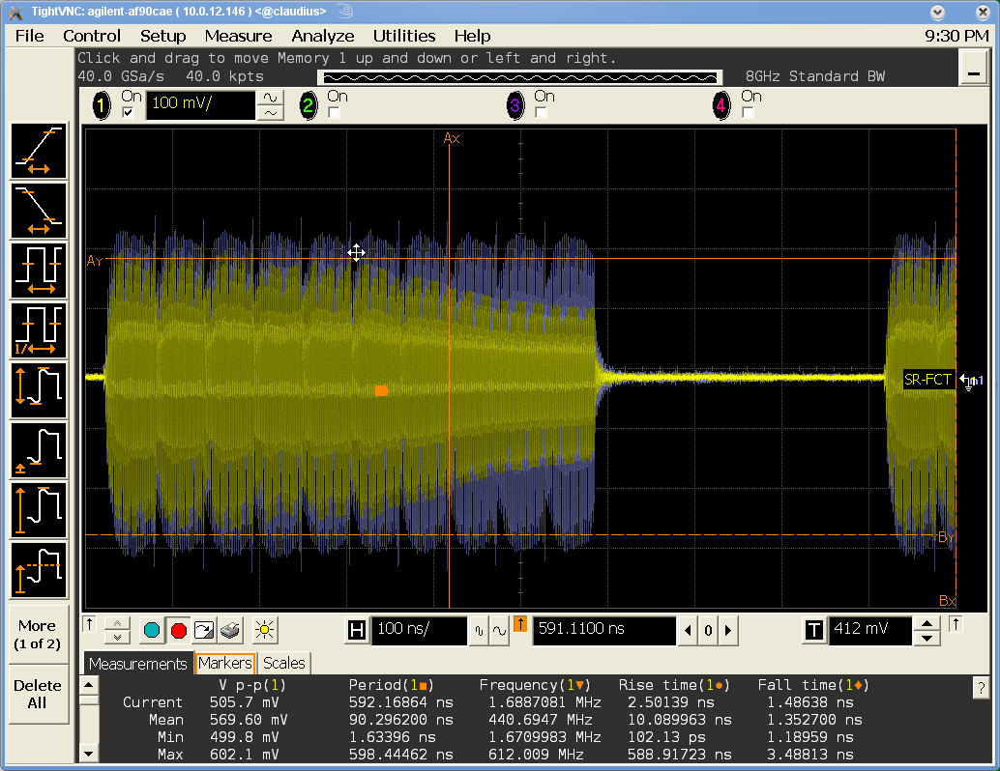 TightVNC: agilent-af90cae ( 10.0.12.146 ) <@claudius>
File Control Setup Measure Analyze Utilities Help 9:30 PM
Click and drag to move Memory 1 up and down or left and right.
40.0 GSa/s 40.0 kpts 8GHz Standard BW
1 On 100 mV/ 2 On 3 On 4 On
Ax
Ay
SR-FCT m1
By
Bx
1/
More
(1 of 2)
Delete
All
H 100 ns/ 591.1100 ns 0 T 412 mV
Measurements Markers Scales
V p-p(1) Period(1) Frequency(1) Rise time(1) Fall time(1) ?
Current 505.7 mV 592.16864 ns 1.6887081 MHz 2.50139 ns 1.48638 ns
Mean 569.60 mV 90.296200 ns 440.6947 MHz 10.089963 ns 1.352700 ns
Min 499.8 mV 1.63396 ns 1.6709983 MHz 102.13 ps 1.18959 ns
Max 602.1 mV 598.44462 ns 612.009 MHz 588.91723 ns 3.48813 ns